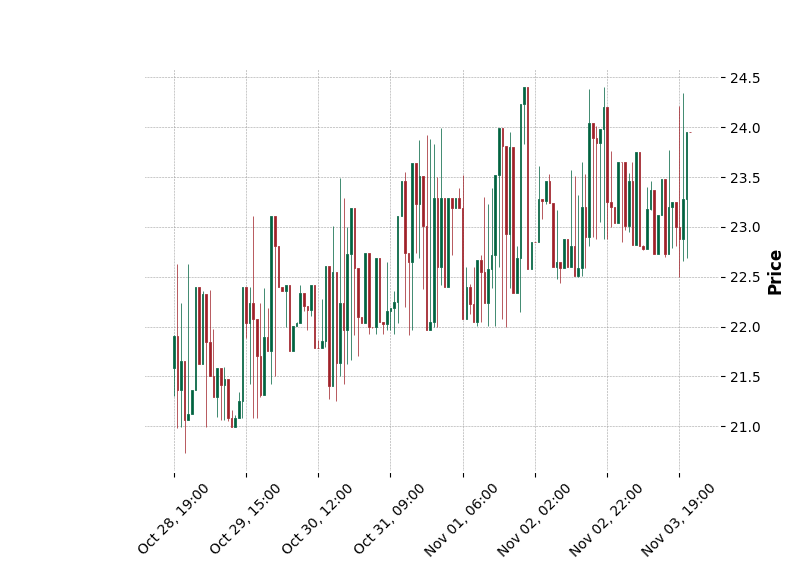 24.5
24.0
23.5
23.0
22.5
22.0
21.5
21.0
Price
Oct 28, 19:00
Oct 29, 15:00
Oct 30, 12:00
Oct 31, 09:00
Nov 01, 06:00
Nov 02, 02:00
Nov 02, 22:00
Nov 03, 19:00